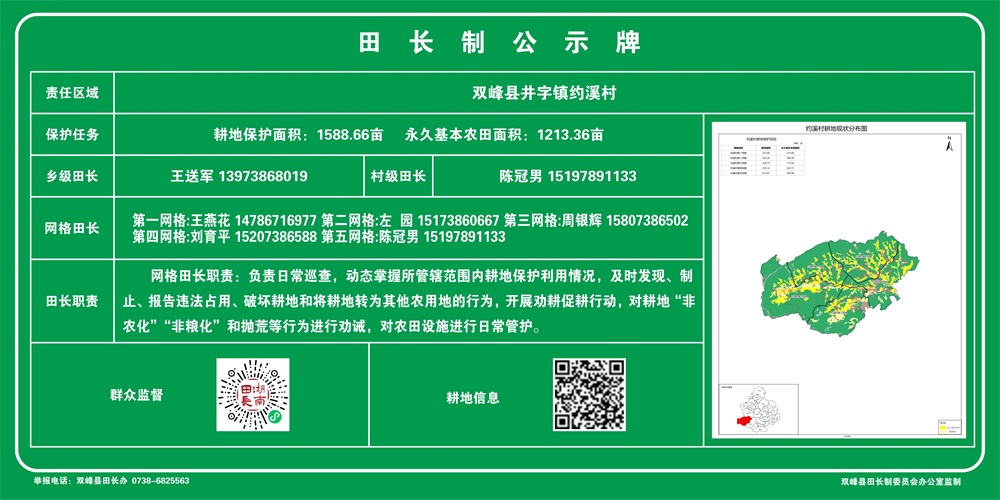 田长制公示牌
责任区域
双峰县井字镇约溪村
保护任务
耕地保护面积：1588.66亩 永久基本农田面积：1213.36亩
乡级田长
王送军 13973868019
村级田长
陈冠男 15197891133
网格田长
第一网格:王燕花 14786716977 第二网格:左 园 15173860667 第三网格:周银辉 15807386502
第四网格:刘育平 15207386588 第五网格:陈冠男 15197891133
田长职责
网格田长职责：负责日常巡查，动态掌握所管辖范围内耕地保护利用情况，及时发现、制
止、报告违法占用、破坏耕地和将耕地转为其他农用地的行为，开展劝耕促耕行动，对耕地“非
农化”“非粮化”和抛荒等行为进行劝诫，对农田设施进行日常管护。
群众监督
湖南
田长
耕地信息
约溪村耕地现状分布图
N
举报电话：双峰县田长办 0738-6825563
双峰县田长制委员会办公室监制